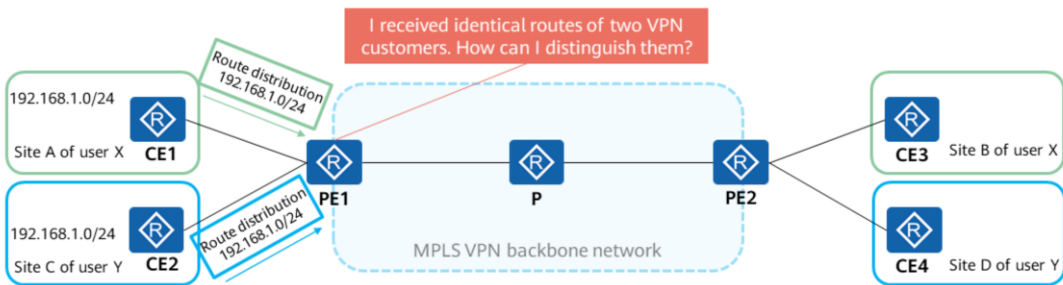 I received identical routes of two VPN
customers. How can I distinguish them?
Route distribution
192.168.1.0/24
192.168.1.0/24
R
Site A of user X
CE1
R
PE1
R
P
R
PE2
R
CE3
Site B of user X
Route distribution
192.168.1.0/24
192.168.1.0/24
R
Site C of user Y
CE2
MPLS VPN backbone network
R
CE4
Site D of user Y